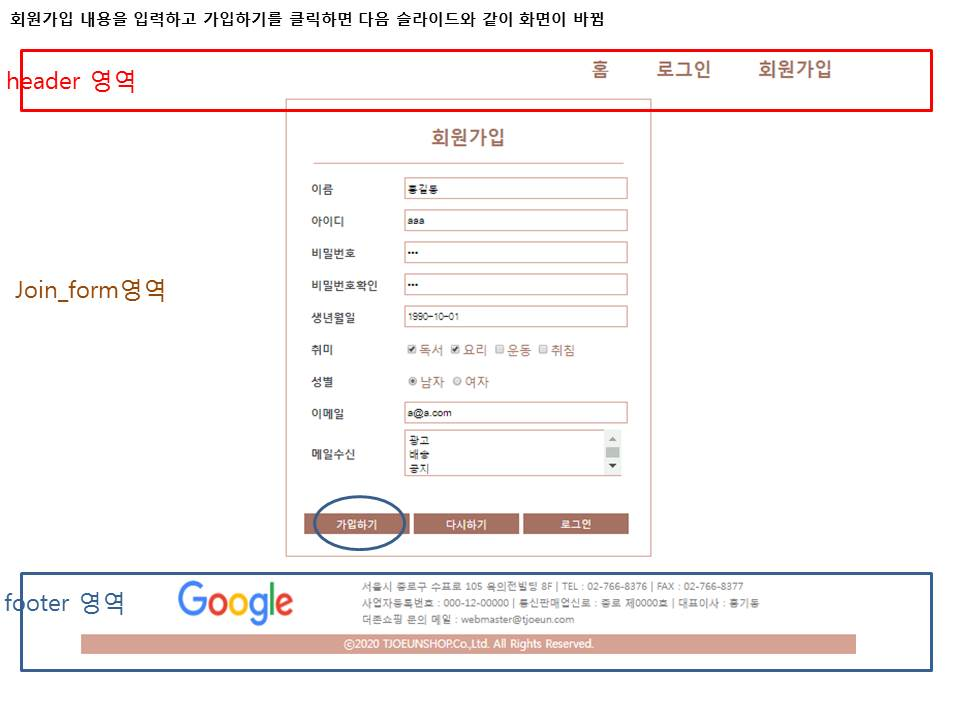 회원가입 내용을 입력하고 가입하기를 클릭하면 다음 슬라이드와 같이 화면이 바뀜
header 영역
홈 로그인 회원가입
회원가입
이름 홍길동
아이디 aaa
비밀번호 •••
비밀번호확인 •••
Join_form영역
생년월일 1990-10-01
취미 독서 요리 운동 취침
성별 남자 여자
이메일 a@a.com
메일수신 광고
배송
공지
가입하기 다시하기 로그인
footer 영역
Google
서울시 종로구 수표로 105 육의전빌딩 8F | TEL : 02-766-8376 | FAX : 02-766-8377
사업자등록번호 : 000-12-00000 | 통신판매업신로 : 종로 제0000호 | 대표이사 : 홍기동
더존쇼핑 문의 메일 : webmaster@tjoeun.com
©2020 TJOEUNSHOP.Co,.Ltd. All Rights Reserved.